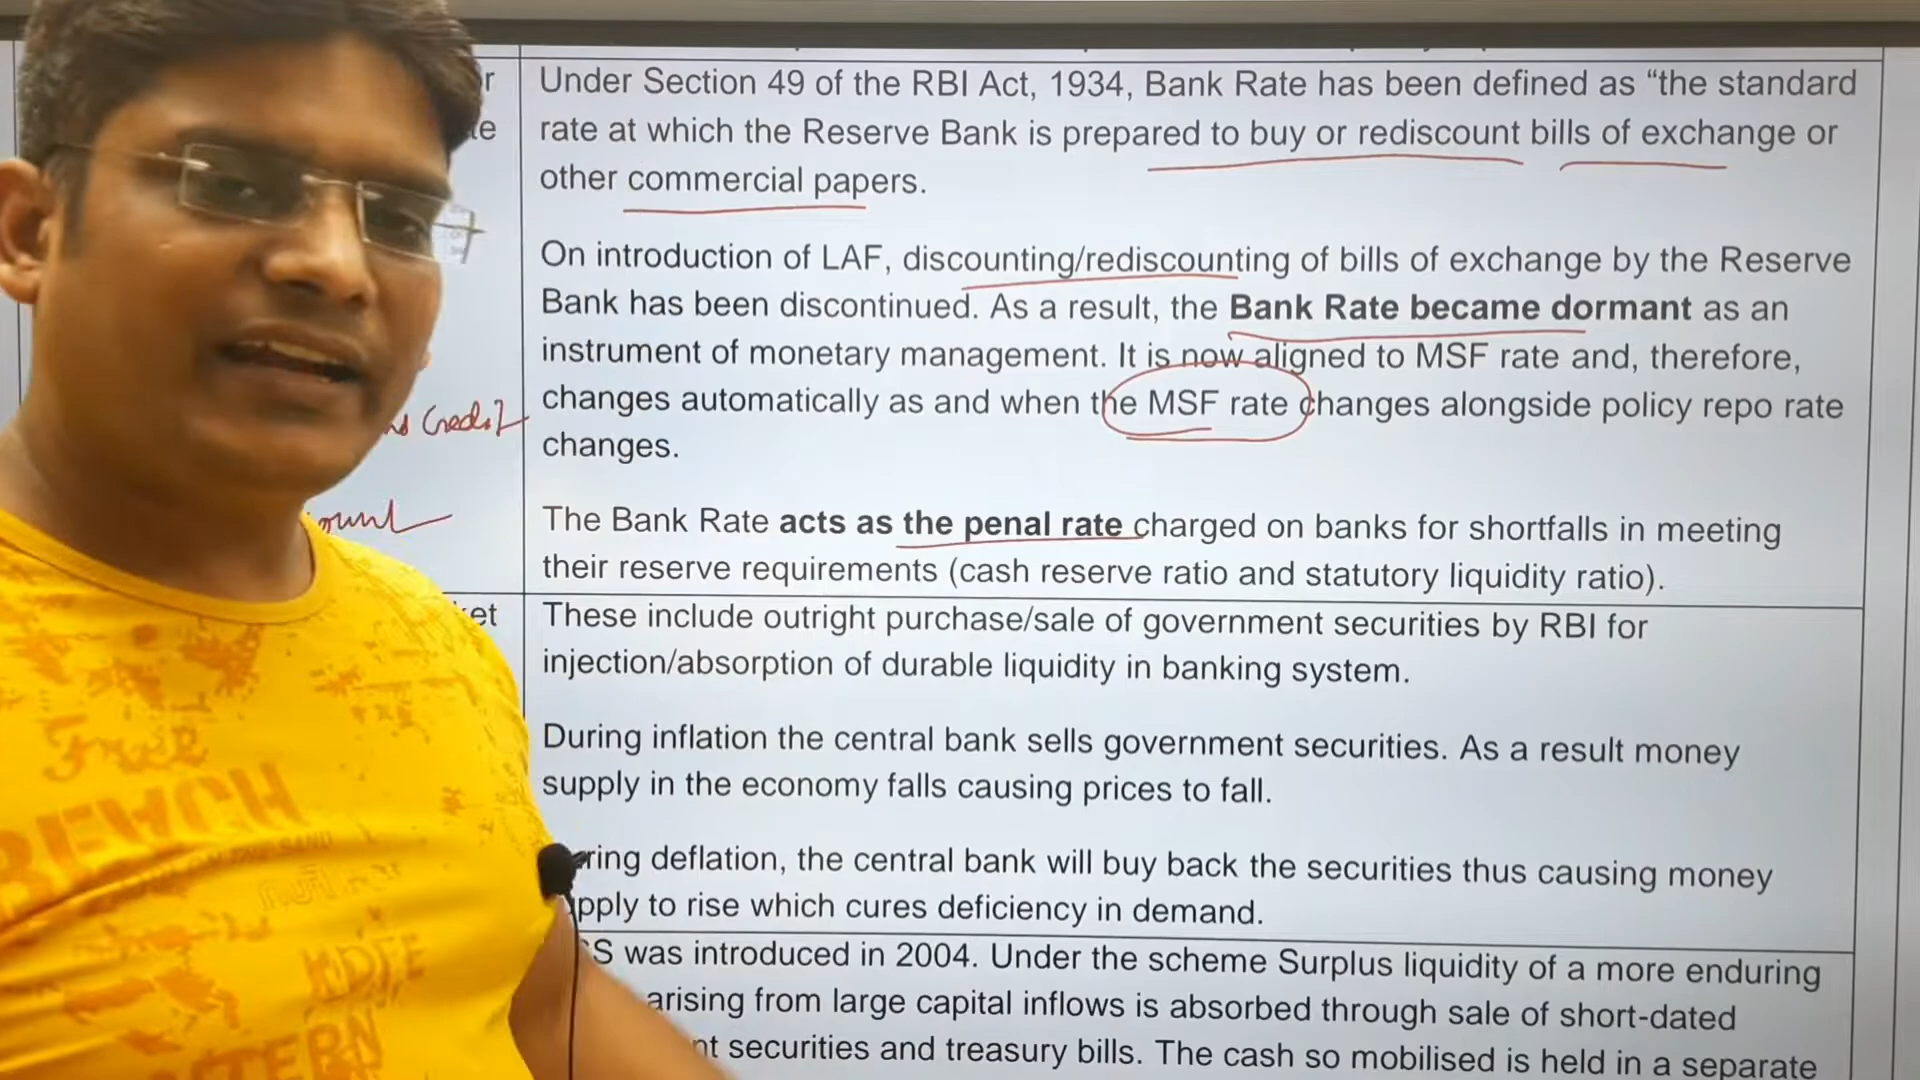 Under Section 49 of the RBI Act, 1934, Bank Rate has been defined as “the standard
rate at which the Reserve Bank is prepared to buy or rediscount bills of exchange or
other commercial papers.
On introduction of LAF, discounting/rediscounting of bills of exchange by the Reserve
Bank has been discontinued. As a result, the Bank Rate became dormant as an
instrument of monetary management. It is now aligned to MSF rate and, therefore,
changes automatically as and when the MSF rate changes alongside policy repo rate
changes.
The Bank Rate acts as the penal rate charged on banks for shortfalls in meeting
their reserve requirements (cash reserve ratio and statutory liquidity ratio).
These include outright purchase/sale of government securities by RBI for
injection/absorption of durable liquidity in banking system.
During inflation the central bank sells government securities. As a result money
supply in the economy falls causing prices to fall.
ring deflation, the central bank will buy back the securities thus causing money
pply to rise which cures deficiency in demand.
S was introduced in 2004. Under the scheme Surplus liquidity of a more enduring
arising from large capital inflows is absorbed through sale of short-dated
nt securities and treasury bills. The cash so mobilised is held in a separate
Free
BEACH